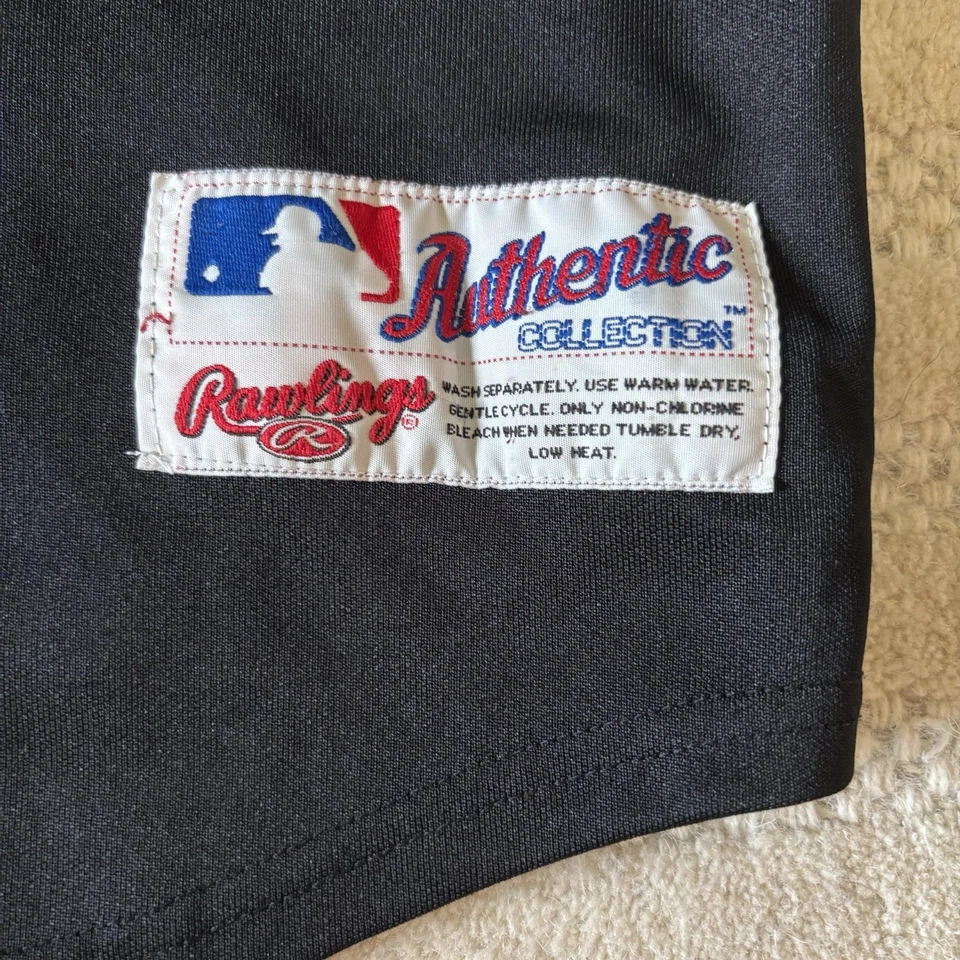 Authentic
COLLECTION™
Rawlings®
R
WASH SEPARATELY. USE WARM WATER.
GENTLE CYCLE. ONLY NON-CHLORINE
BLEACH WHEN NEEDED TUMBLE DRY,
LOW HEAT.